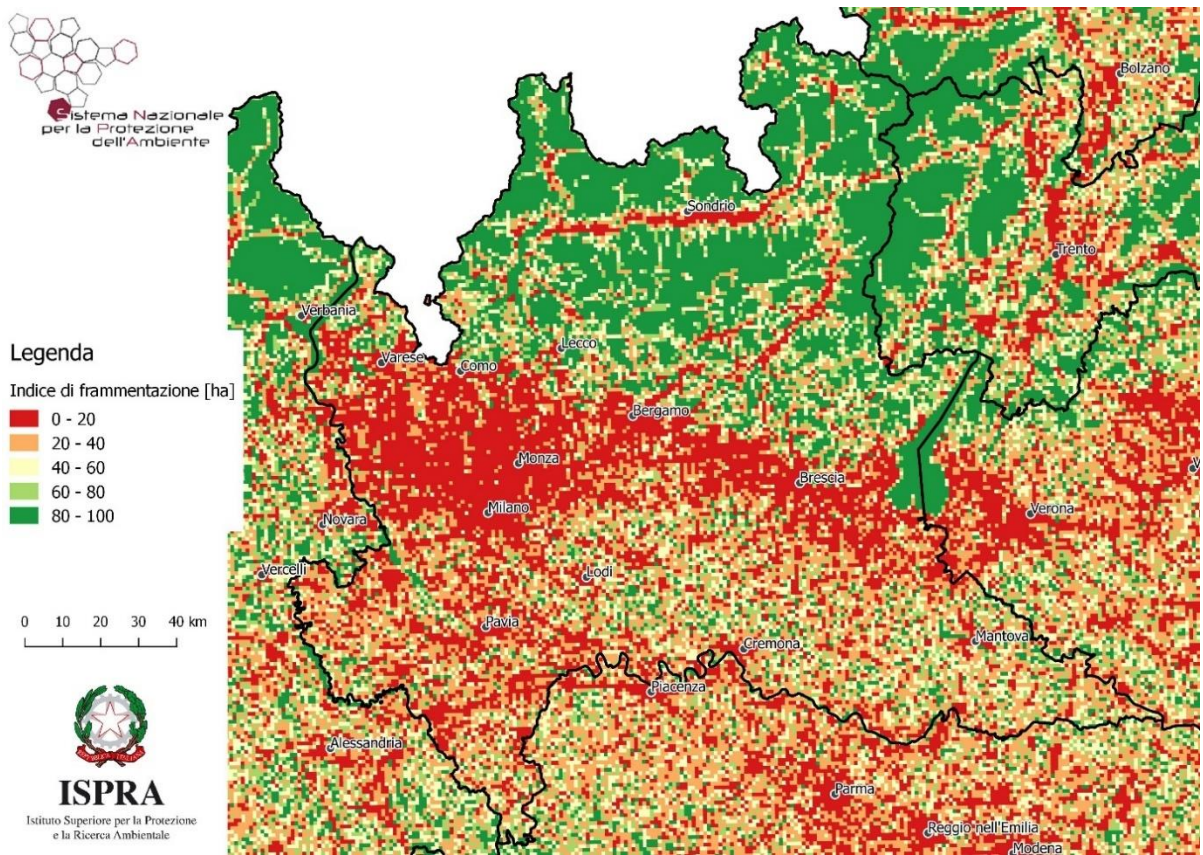 Sistema Nazionale
per la Protezione
dell'Ambiente
Legenda
Indice di frammentazione [ha]
0 - 20
20 - 40
40 - 60
60 - 80
80 - 100
0 10 20 30 40 km
ISPRA
Istituto Superiore per la Protezione
e la Ricerca Ambientale
Bolzano
Sondrio
Trento
Verbania
Varese
Como
Lecco
Bergamo
Monza
Brescia
V
Milano
Novara
Verona
Vercelli
Lodi
Pavia
Cremona
Mantova
Piacenza
Alessandria
Parma
Reggio nell'Emilia
Modena